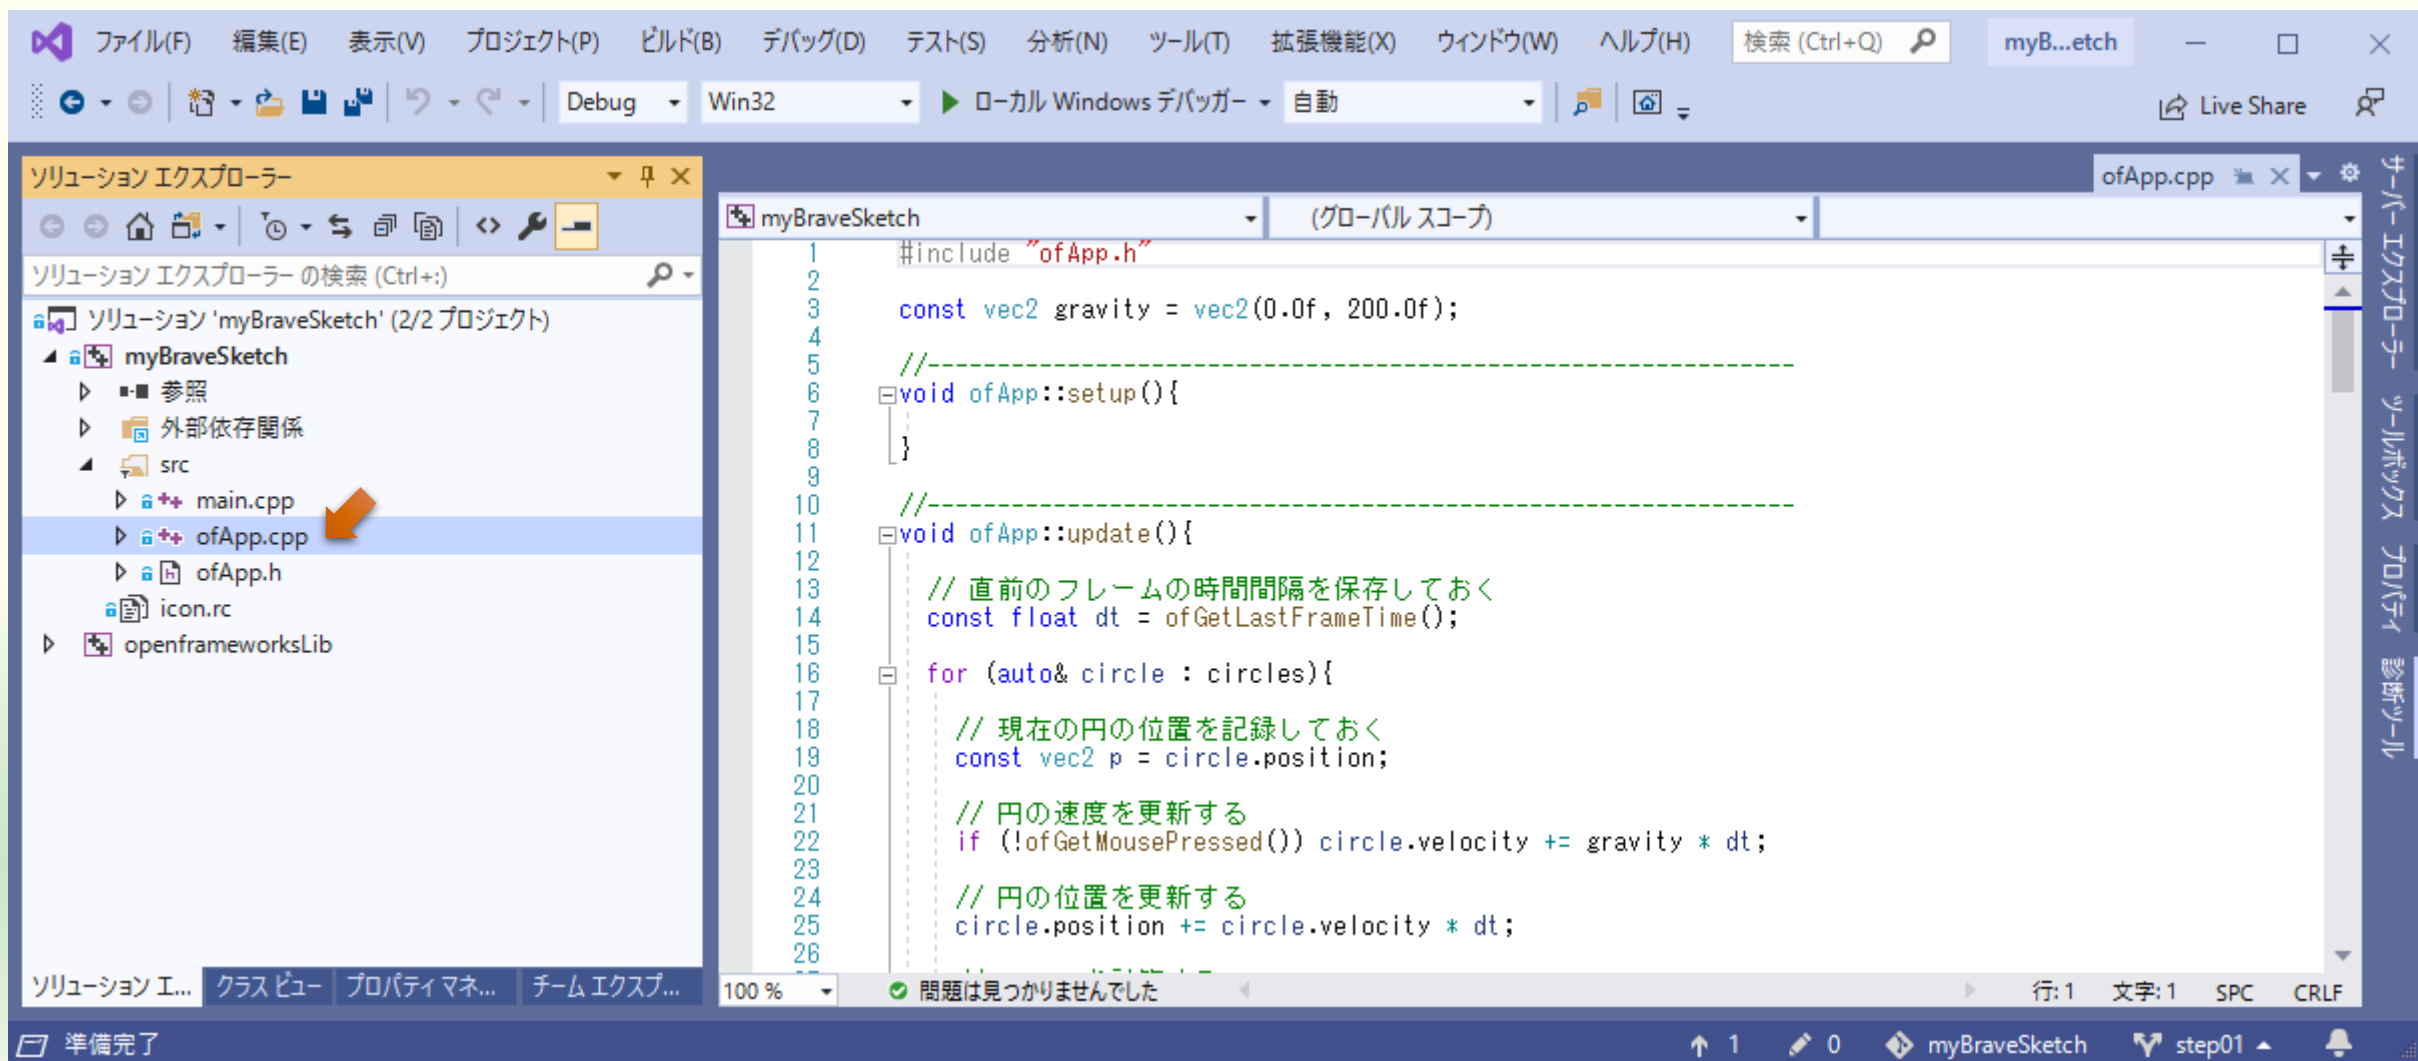 ファイル(F) 編集(E) 表示(V) プロジェクト(P) ビルド(B) デバッグ(D) テスト(S) 分析(N) ツール(T) 拡張機能(X) ウィンドウ(W) ヘルプ(H) 検索 (Ctrl+Q) myB...etch
Debug Win32 ローカル Windows デバッガー 自動 Live Share
ソリューション エクスプローラー
ソリューション エクスプローラー の検索 (Ctrl+:)
ソリューション 'myBraveSketch' (2/2 プロジェクト)
myBraveSketch
参照
外部依存関係
src
main.cpp
ofApp.cpp
ofApp.h
icon.rc
openframeworksLib
ソリューション エ... クラス ビュー プロパティ マネ... チーム エクスプ...
ofApp.cpp
myBraveSketch (グローバル スコープ)
1 #include "ofApp.h"
2
3 const vec2 gravity = vec2(0.0f, 200.0f);
4
5 //--------------------------------------------------------------
6 void ofApp::setup(){
7
8 }
9
10 //--------------------------------------------------------------
11 void ofApp::update(){
12
13 // 直前のフレームの時間間隔を保存しておく
14 const float dt = ofGetLastFrameTime();
15
16 for (auto& circle : circles){
17
18 // 現在の円の位置を記録しておく
19 const vec2 p = circle.position;
20
21 // 円の速度を更新する
22 if (!ofGetMousePressed()) circle.velocity += gravity * dt;
23
24 // 円の位置を更新する
25 circle.position += circle.velocity * dt;
26
100 % 問題は見つかりませんでした 行: 1 文字: 1 SPC CRLF
サーバー エクスプローラー
ツールボックス
プロパティ
診断ツール
準備完了 1 0 myBraveSketch step01